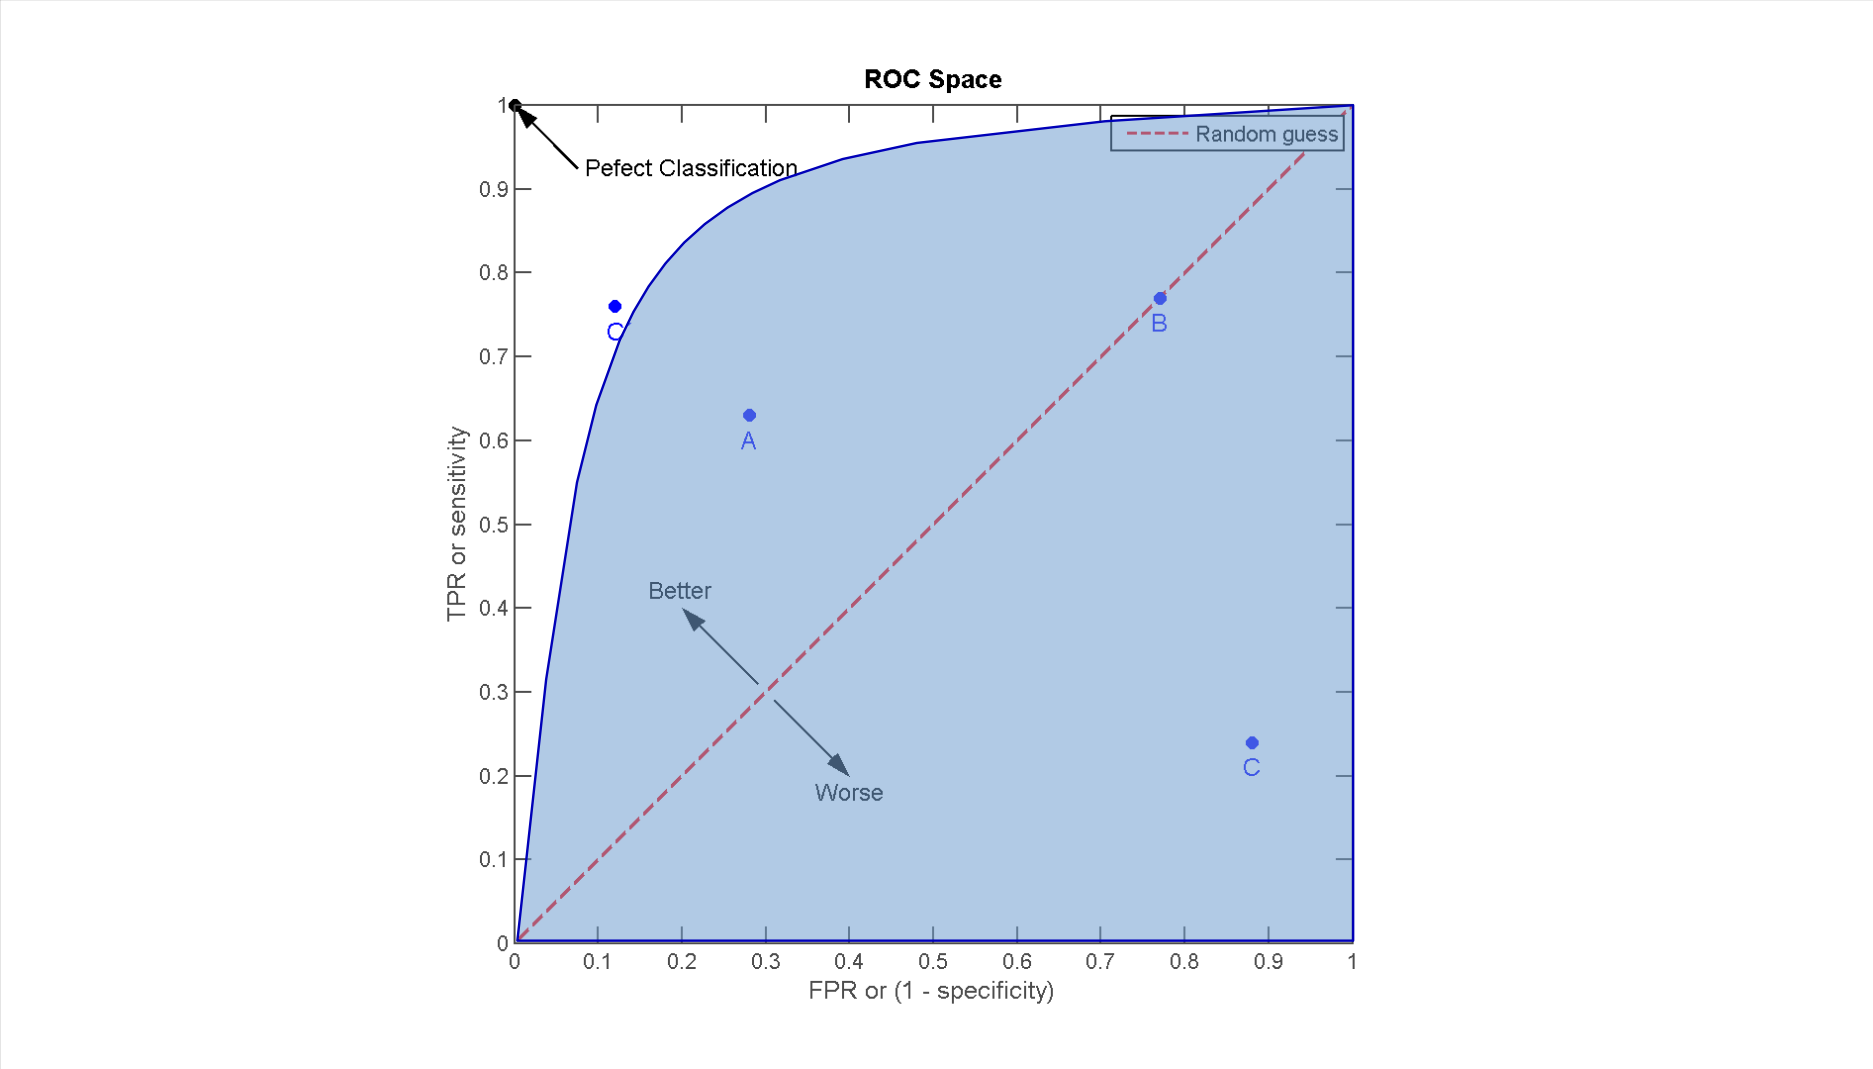 ROC Space
Pefect Classification
Random guess
C′
B
A
Better
Worse
C
TPR or sensitivity
1
0.9
0.8
0.7
0.6
0.5
0.4
0.3
0.2
0.1
0
0 0.1 0.2 0.3 0.4 0.5 0.6 0.7 0.8 0.9 1
FPR or (1 - specificity)